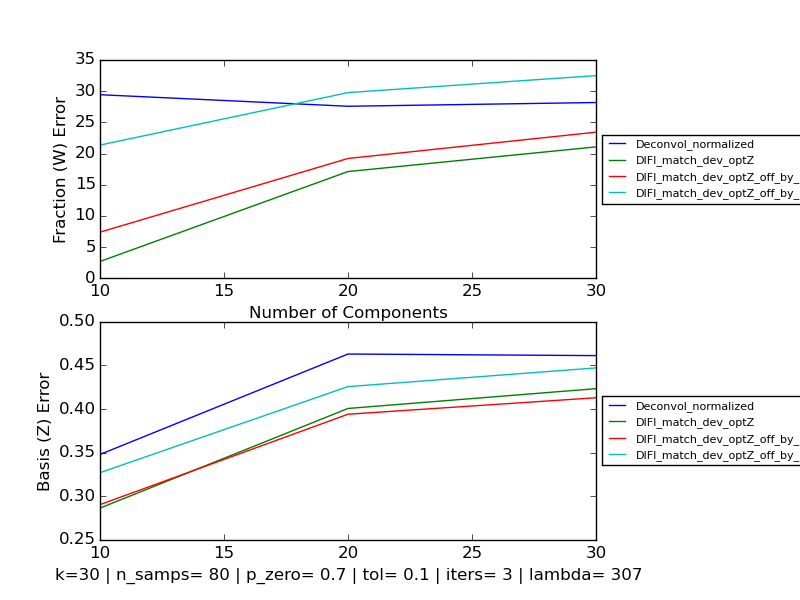 35
30
25
20
15
10
5
0
Fraction (W) Error
10 15 20 25 30
Number of Components
Deconvol_normalized
DIFI_match_dev_optZ
DIFI_match_dev_optZ_off_by_
DIFI_match_dev_optZ_off_by_
0.50
0.45
0.40
0.35
0.30
0.25
Basis (Z) Error
10 15 20 25 30
Deconvol_normalized
DIFI_match_dev_optZ
DIFI_match_dev_optZ_off_by_
DIFI_match_dev_optZ_off_by_
k=30 | n_samps= 80 | p_zero= 0.7 | tol= 0.1 | iters= 3 | lambda= 307